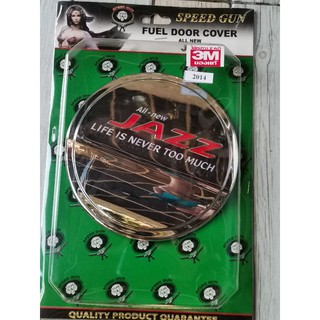 SPEED GUN
FUEL DOOR COVER
ALL NEW
3M
2014
All-new
JAZZ
LIFE IS NEVER TOO MUCH
QUALITY PRODUCT QUARANTEE